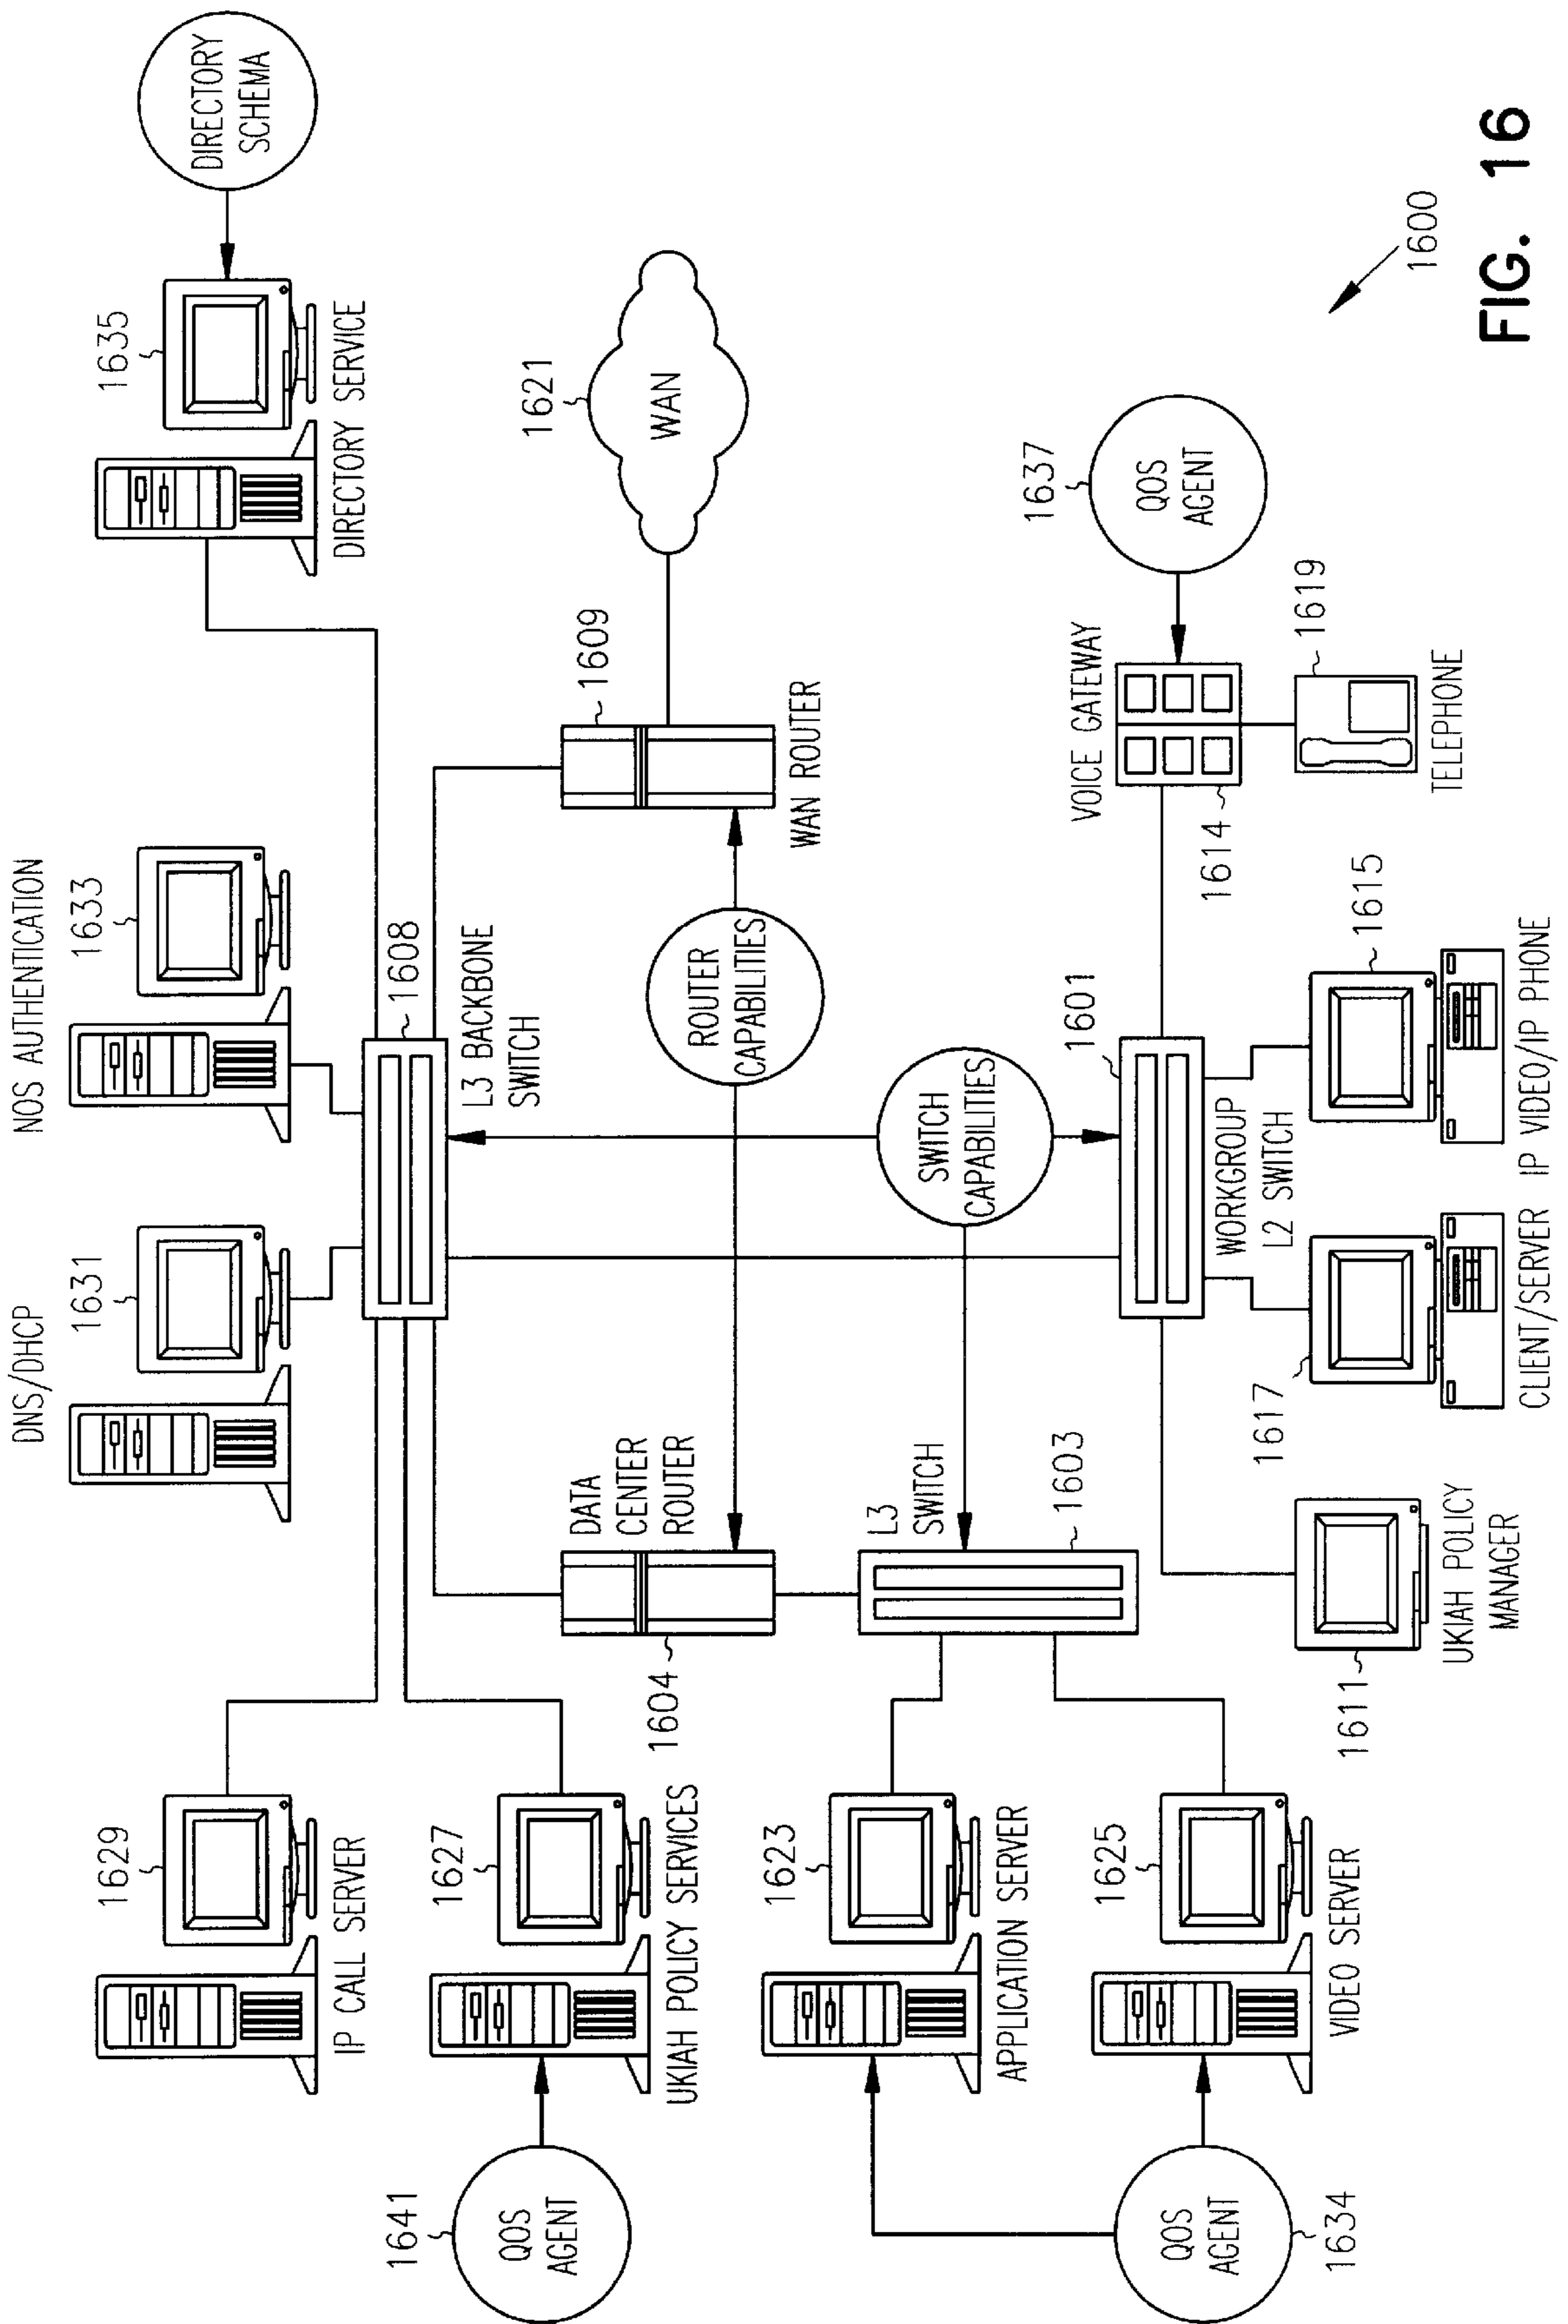 NOS AUTHENTICATION
DNS/DHCP
1629
1631
1633
1635
DIRECTORY
SCHEMA
IP CALL SERVER
DIRECTORY SERVICE
1608
L3 BACKBONE
SWITCH
1641
QOS
AGENT
1627
UKIAH POLICY SERVICES
DATA
CENTER
ROUTER
1604
1609
WAN ROUTER
1621
WAN
ROUTER
CAPABILITIES
1623
APPLICATION SERVER
L3
SWITCH
1603
SWITCH
CAPABILITIES
1601
WORKGROUP
L2 SWITCH
VOICE GATEWAY
1614
1637
QOS
AGENT
QOS
AGENT
1634
1625
VIDEO SERVER
1611
UKIAH POLICY
MANAGER
1617
CLIENT/SERVER
1615
IP VIDEO/IP PHONE
1619
TELEPHONE
1600
FIG. 16